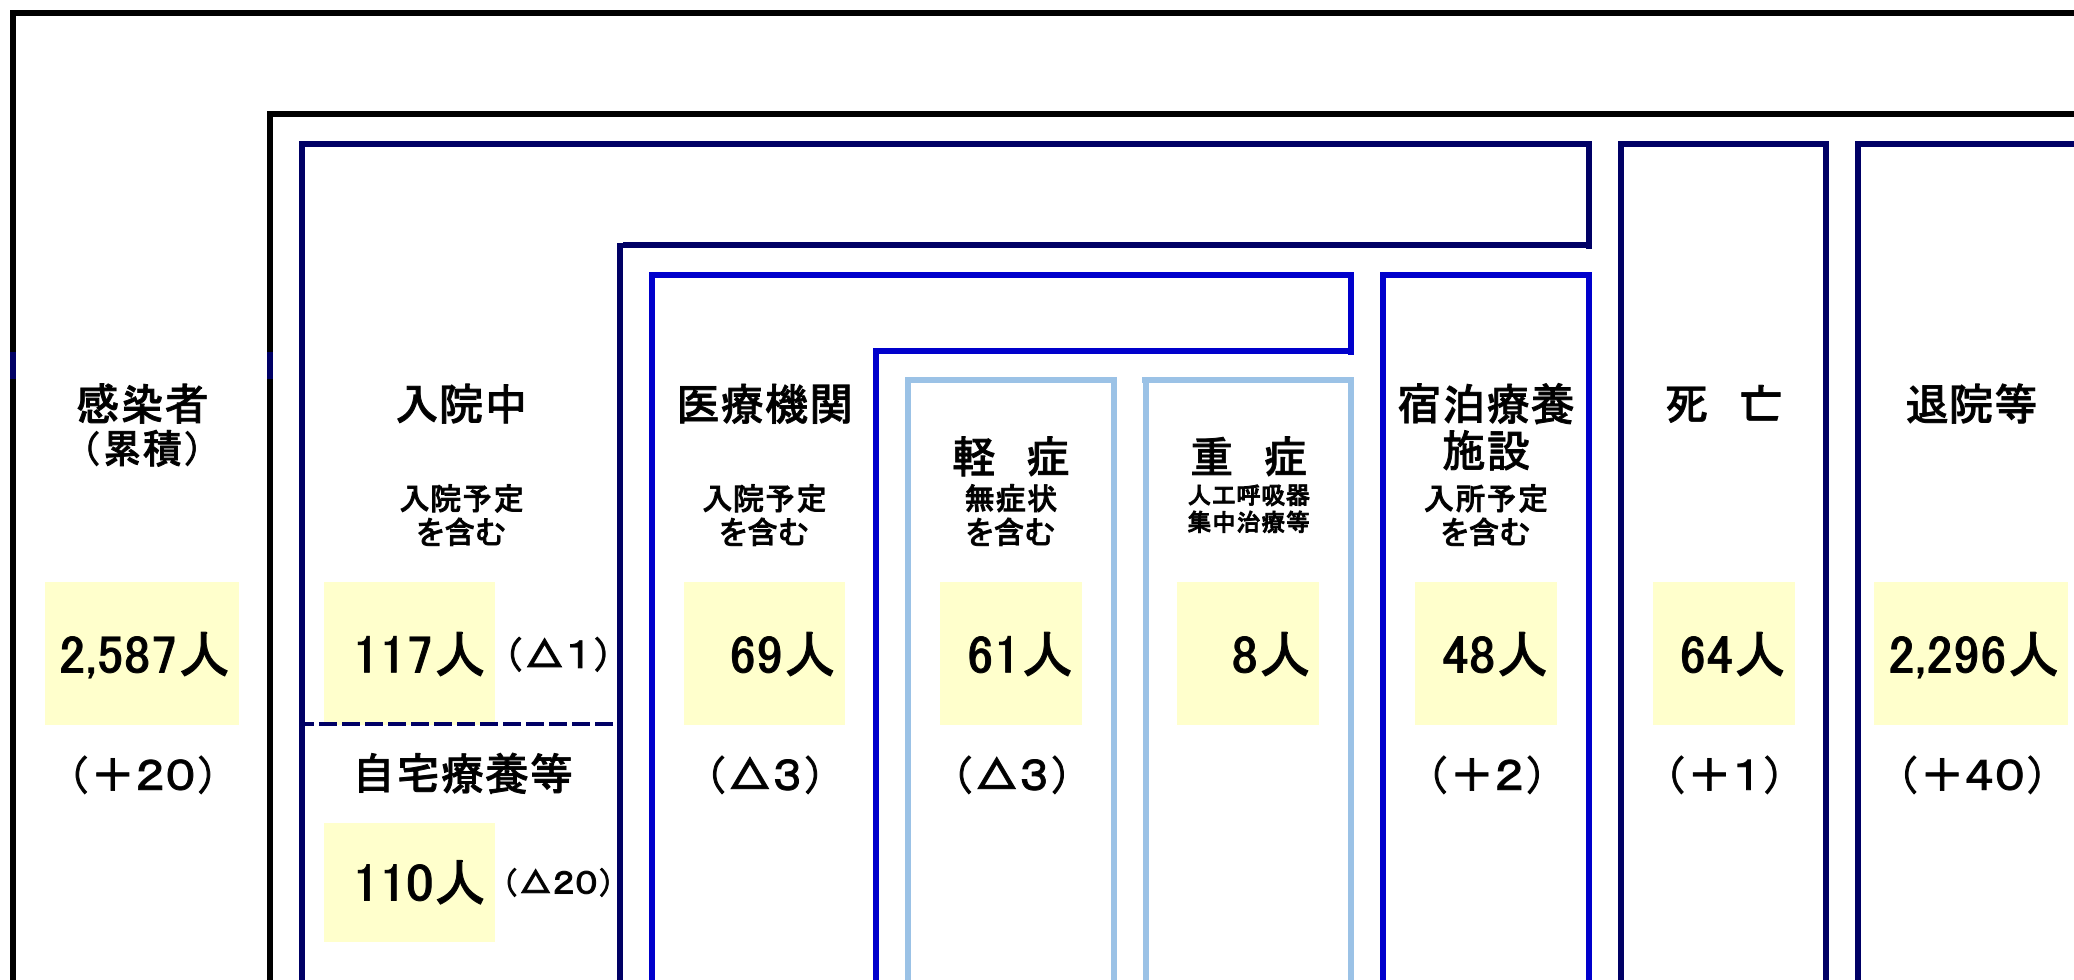 感染者
（累積）
2,587人
（＋20）
入院中
入院予定
を含む
117人（△1）
自宅療養等
110人（△20）
医療機関
入院予定
を含む
69人
（△3）
軽 症
無症状
を含む
61人
（△3）
重 症
人工呼吸器
集中治療等
8人
宿泊療養
施設
入所予定
を含む
48人
（＋2）
死 亡
64人
（＋1）
退院等
2,296人
（＋40）